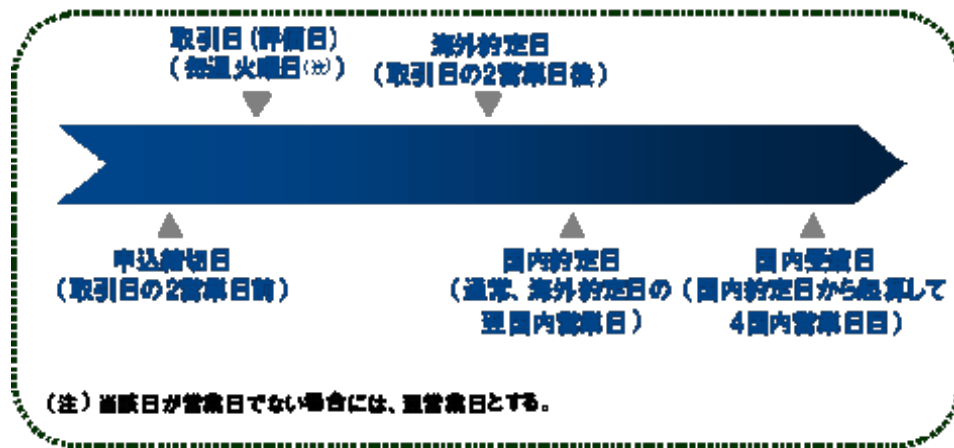 取引日(評価日)
(毎週火曜日(注))
海外約定日
(取引日の2営業日後)
申込締切日
(取引日の2営業日前)
国内約定日
(通常、海外約定日の
翌国内営業日)
国内受渡日
(国内約定日から起算して
4国内営業日目)
(注)当該日が営業日でない場合には、翌営業日とする。